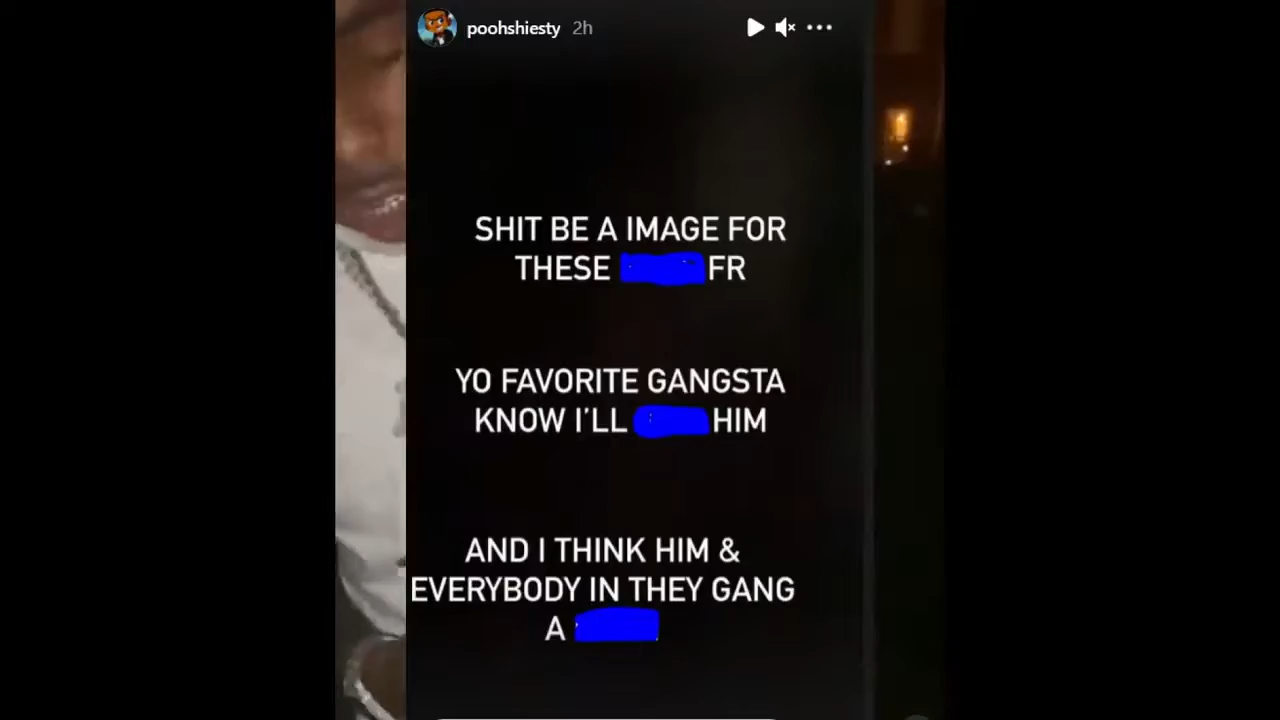 poohshiesty 2h
SHIT BE A IMAGE FOR
THESE FR
YO FAVORITE GANGSTA
KNOW I'LL HIM
AND I THINK HIM &
EVERYBODY IN THEY GANG
A